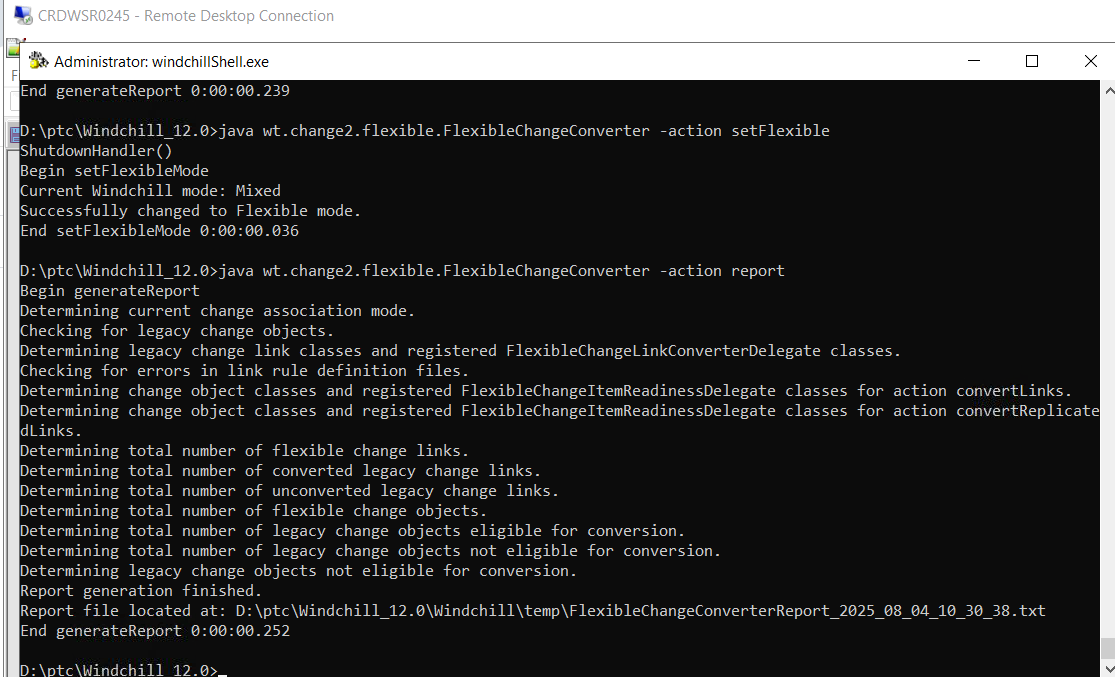 CRDWSR0245 - Remote Desktop Connection
Administrator: windchillShell.exe
F
End generateReport 0:00:00.239
D:\ptc\Windchill_12.0>java wt.change2.flexible.FlexibleChangeConverter -action setFlexible
ShutdownHandler()
Begin setFlexibleMode
Current Windchill mode: Mixed
Successfully changed to Flexible mode.
End setFlexibleMode 0:00:00.036
D:\ptc\Windchill_12.0>java wt.change2.flexible.FlexibleChangeConverter -action report
Begin generateReport
Determining current change association mode.
Checking for legacy change objects.
Determining legacy change link classes and registered FlexibleChangeLinkConverterDelegate classes.
Checking for errors in link rule definition files.
Determining change object classes and registered FlexibleChangeItemReadinessDelegate classes for action convertLinks.
Determining change object classes and registered FlexibleChangeItemReadinessDelegate classes for action convertReplicate
dLinks.
Determining total number of flexible change links.
Determining total number of converted legacy change links.
Determining total number of unconverted legacy change links.
Determining total number of flexible change objects.
Determining total number of legacy change objects eligible for conversion.
Determining total number of legacy change objects not eligible for conversion.
Determining legacy change objects not eligible for conversion.
Report generation finished.
Report file located at: D:\ptc\Windchill_12.0\Windchill\temp\FlexibleChangeConverterReport_2025_08_04_10_30_38.txt
End generateReport 0:00:00.252
D:\ptc\Windchill_12.0>